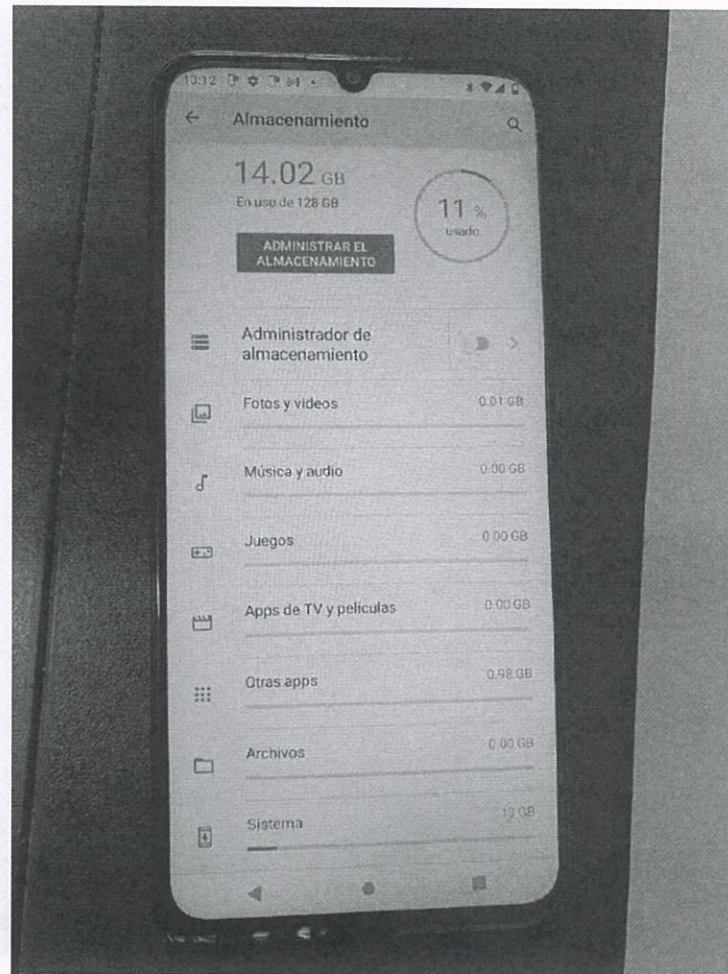 13:12
Almacenamiento
14.02 GB
En uso de 128 GB
11 %
usado
ADMINISTRAR EL
ALMACENAMIENTO
Administrador de
almacenamiento
Fotos y videos 0.01 GB
Música y audio 0.00 GB
Juegos 0.00 GB
Apps de TV y películas 0.00 GB
Otras apps 0.98 GB
Archivos 0.00 GB
Sistema 13 GB